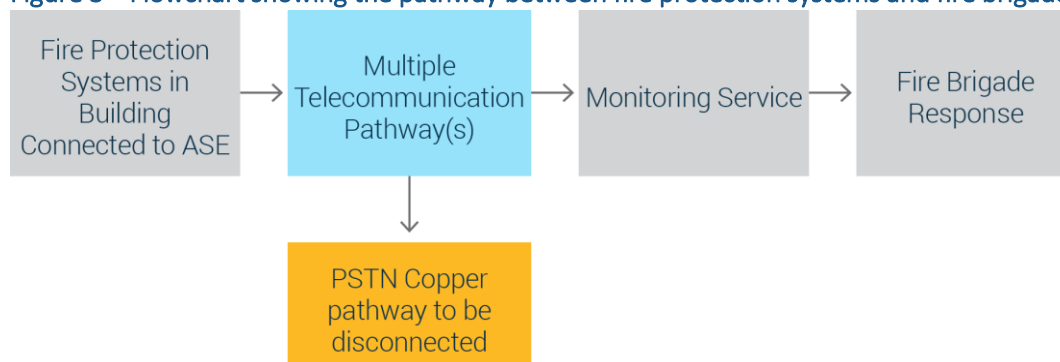 Fire Protection
Systems in
Building
Connected to ASE
Multiple
Telecommunication
Pathway(s)
Monitoring Service
Fire Brigade
Response
PSTN Copper
pathway to be
disconnected